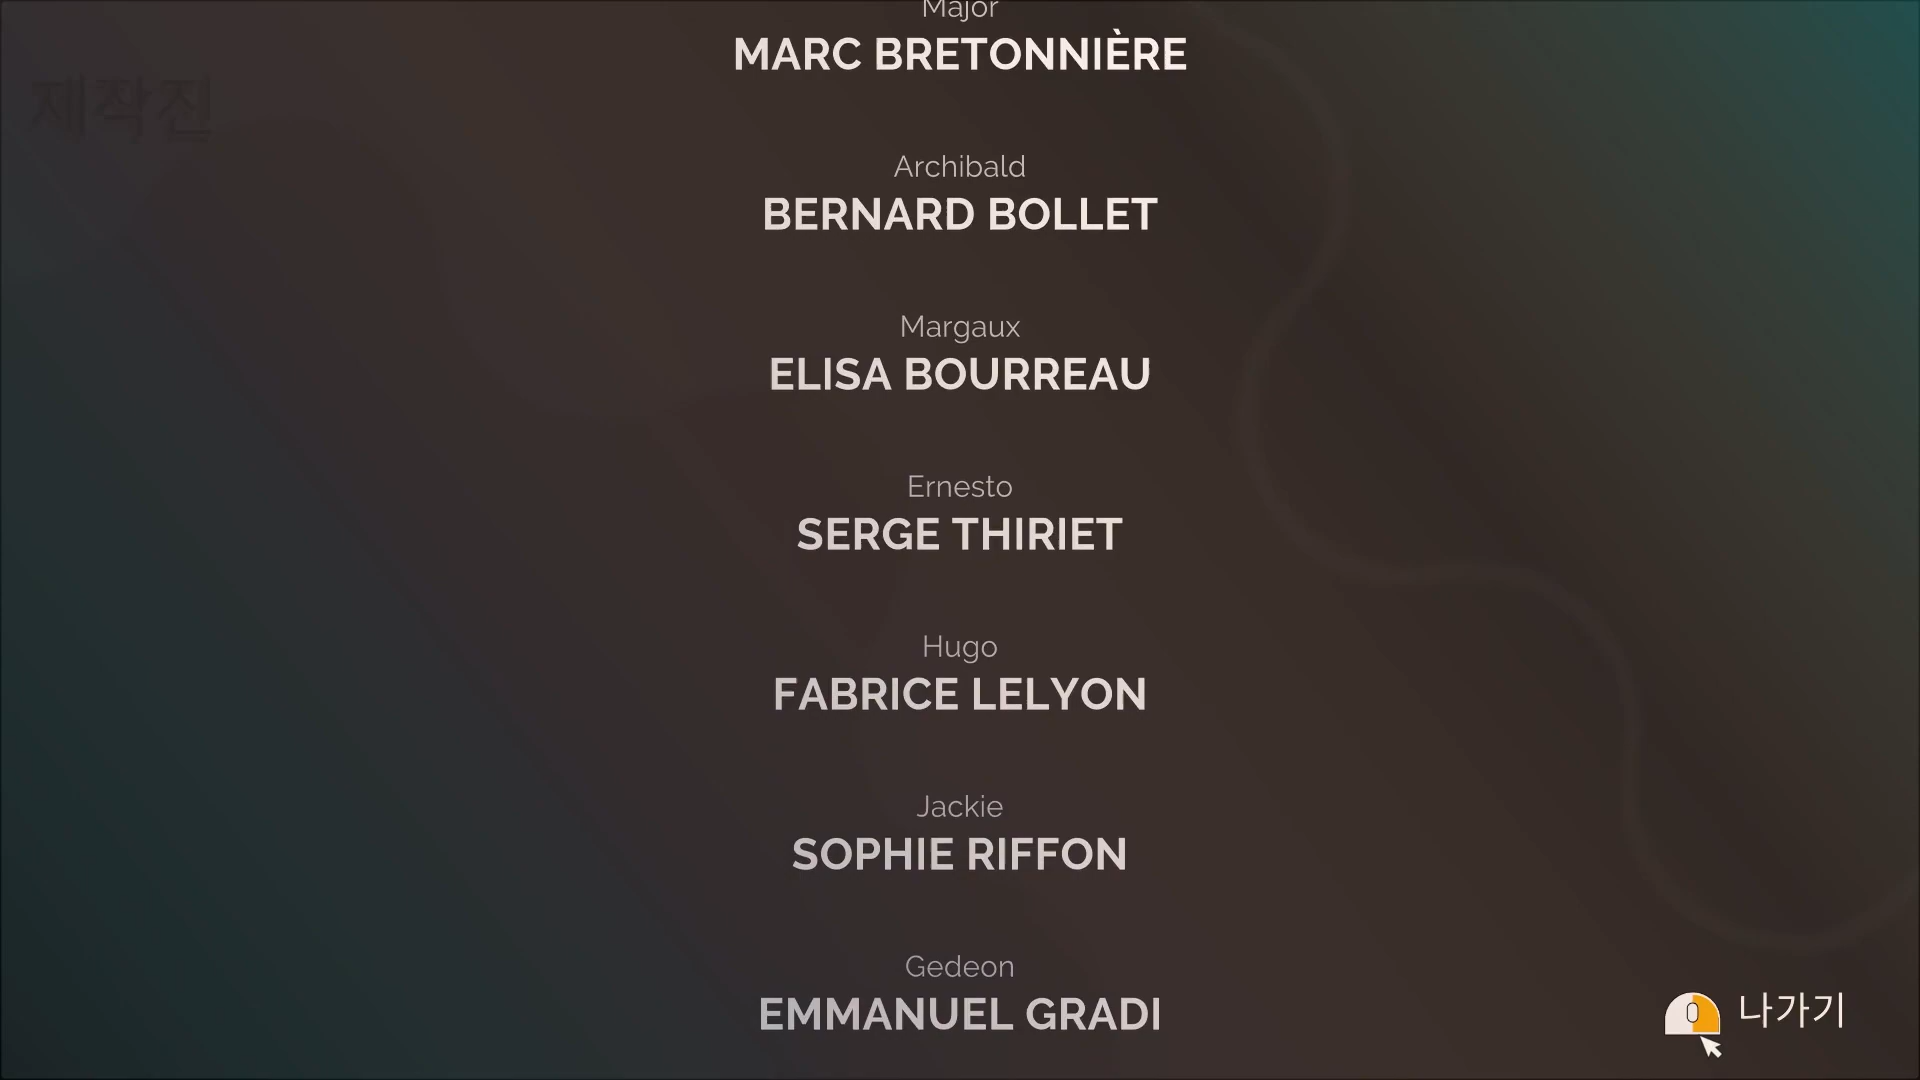 Major
MARC BRETONNIÈRE
제작진
Archibald
BERNARD BOLLET
Margaux
ELISA BOURREAU
Ernesto
SERGE THIRIET
Hugo
FABRICE LELYON
Jackie
SOPHIE RIFFON
Gedeon
EMMANUEL GRADI
나가기